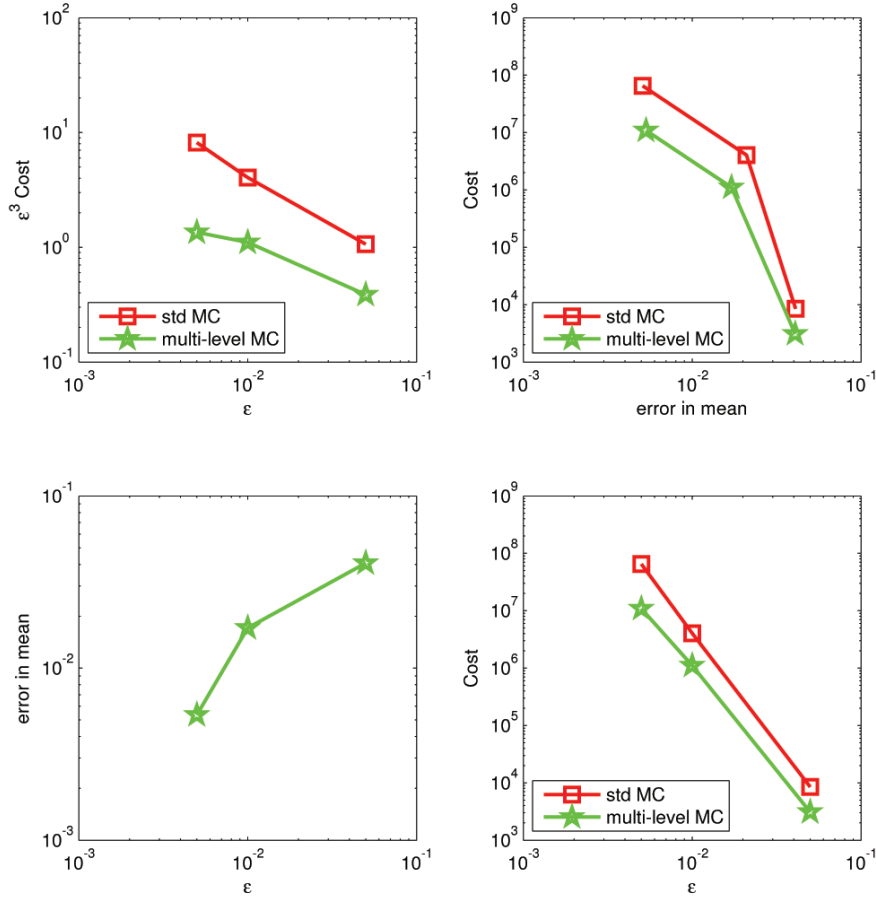 10^2
10^1
10^0
10^-1
ε^3 Cost
std MC
multi-level MC
10^-3 10^-2 10^-1
ε
10^9
10^8
10^7
10^6
10^5
10^4
10^3
Cost
std MC
multi-level MC
10^-3 10^-2 10^-1
error in mean
10^-1
10^-2
10^-3
error in mean
10^-3 10^-2 10^-1
ε
10^9
10^8
10^7
10^6
10^5
10^4
10^3
Cost
std MC
multi-level MC
10^-3 10^-2 10^-1
ε